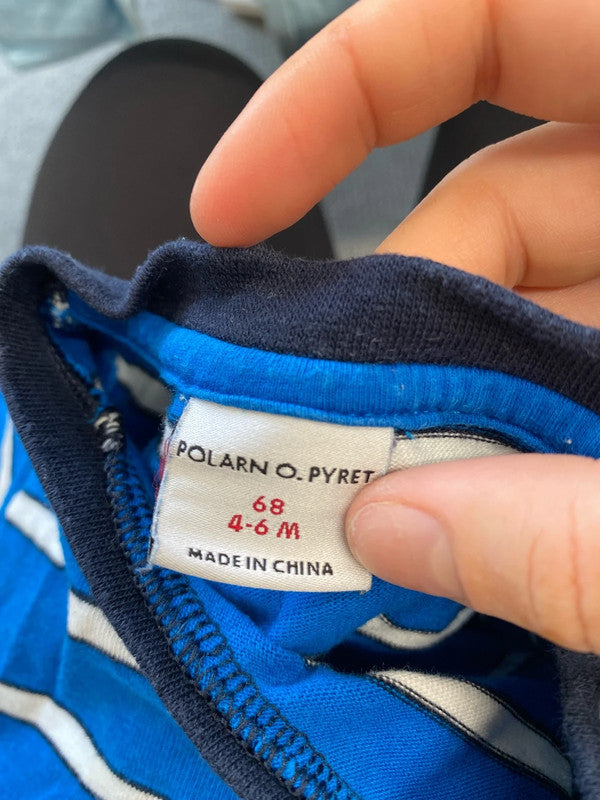 POLARN O. PYRET
68
4-6 M
MADE IN CHINA